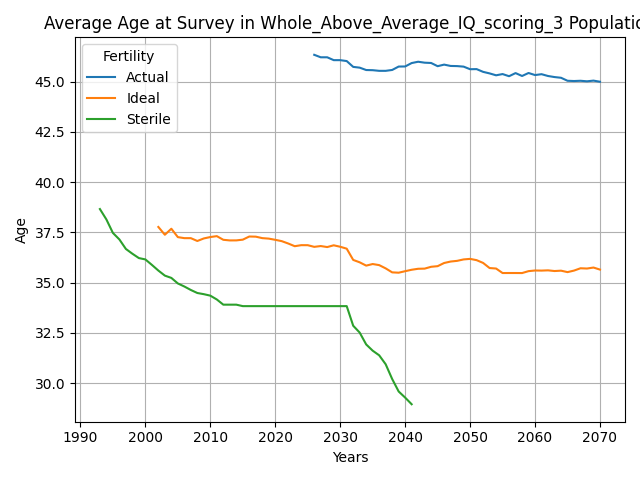 Average Age at Survey in Whole_Above_Average_IQ_scoring_3 Populatio
Fertility
Actual
Ideal
Sterile
45.0
42.5
40.0
37.5
35.0
32.5
30.0
Age
1990 2000 2010 2020 2030 2040 2050 2060 2070
Years